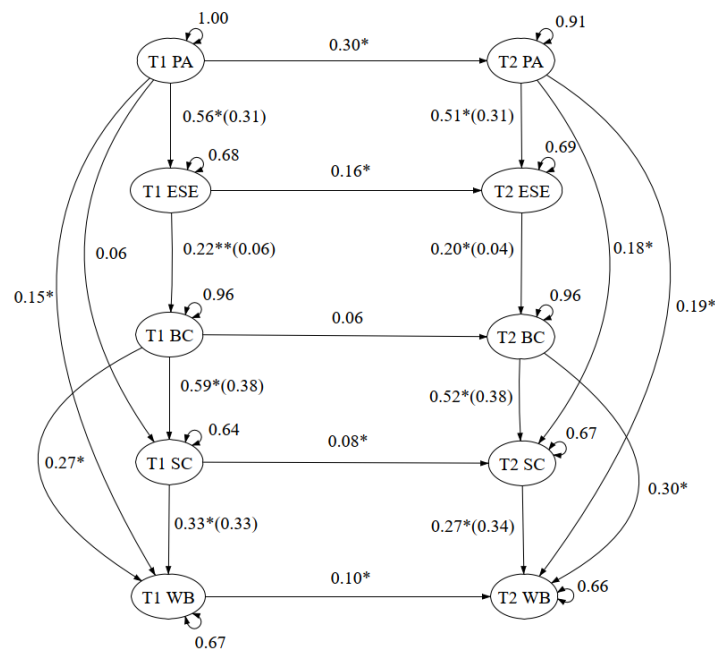 1.00
0.91
0.30*
T1 PA
T2 PA
0.56*(0.31)
0.51*(0.31)
0.68
0.69
0.16*
T1 ESE
T2 ESE
0.06
0.22**(0.06)
0.20*(0.04)
0.18*
0.15*
0.96
0.96
0.19*
0.06
T1 BC
T2 BC
0.59*(0.38)
0.52*(0.38)
0.64
0.67
0.08*
T1 SC
T2 SC
0.27*
0.30*
0.33*(0.33)
0.27*(0.34)
0.10*
0.66
T1 WB
T2 WB
0.67